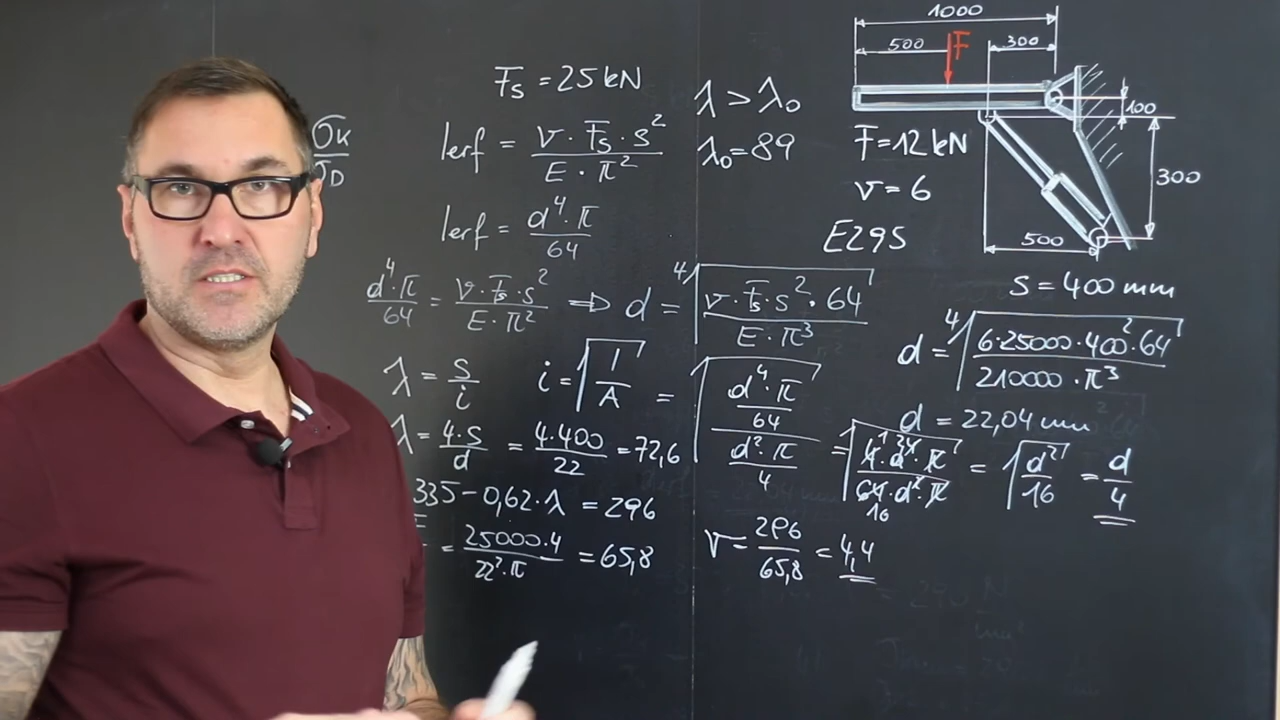 σK/σD
Fs = 25 kN
lerf = (v · Fs · s²)/(E · π²)
lerf = (d⁴ · π)/64
(d⁴ · π)/64 = (v · Fs · s²)/(E · π²) ⇒ d = ⁴√((v · Fs · s² · 64)/(E · π³))
λ = s/i
i = √(I/A) = √(((d⁴ · π)/64)/((d² · π)/4)) = √((4¹ · d⁴ ² · π)/(64 16 · d² · π)) = √(d²/16) = d/4
λ = (4 · s)/d = (4 · 400)/22 = 72,6
335 − 0,62 · λ = 296
= (25000 · 4)/(22² · π) = 65,8
v = 296/65,8 = 4,4
λ > λ₀
λ₀ = 89
1000
500
F
300
100
F = 12 kN
v = 6
300
E295
500
s = 400 mm
d = ⁴√((6 · 25000 · 400² · 64)/(210000 · π³))
d = 22,04 mm